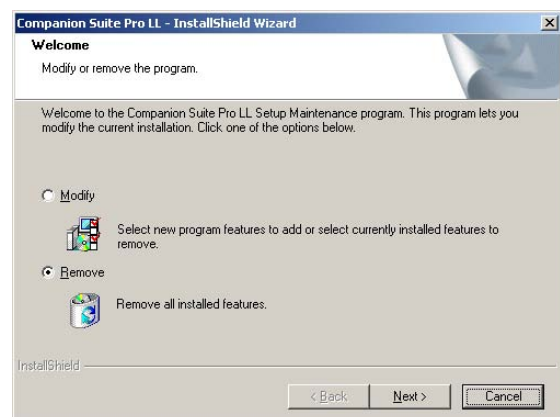 Companion Suite Pro LL - InstallShield Wizard
Welcome
Modify or remove the program.
Welcome to the Companion Suite Pro LL Setup Maintenance program. This program lets you
modify the current installation. Click one of the options below.
Modify
Select new program features to add or select currently installed features to
remove.
Remove
Remove all installed features.
InstallShield
< Back
Next >
Cancel